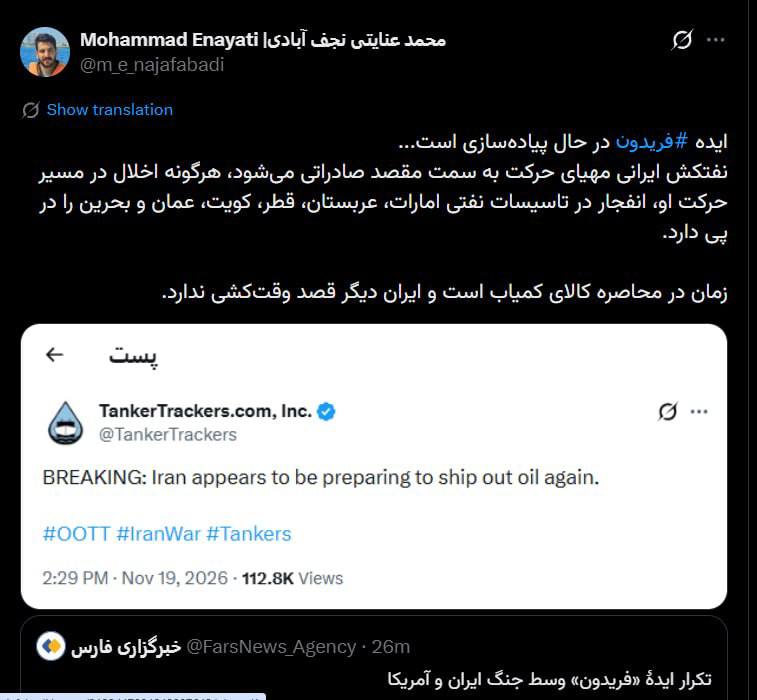 Mohammad Enayati |محمد عنایتی نجف آبادی
@m_e_najafabadi
Show translation
ایده #فریدون در حال پیاده‌سازی است...
نفتکش ایرانی مهیای حرکت به سمت مقصد صادراتی می‌شود، هرگونه اخلال در مسیر
حرکت او، انفجار در تاسیسات نفتی امارات، عربستان، قطر، کویت، عمان و بحرین را در
پی دارد.
زمان در محاصره کالای کمیاب است و ایران دیگر قصد وقت‌کشی ندارد.
پست
TankerTrackers.com, Inc.
@TankerTrackers
BREAKING: Iran appears to be preparing to ship out oil again.
#OOTT #IranWar #Tankers
2:29 PM · Nov 19, 2026 · 112.8K Views
خبرگزاری فارس @FarsNews_Agency · 26m
تکرار ایدهٔ «فریدون» وسط جنگ ایران و آمریکا